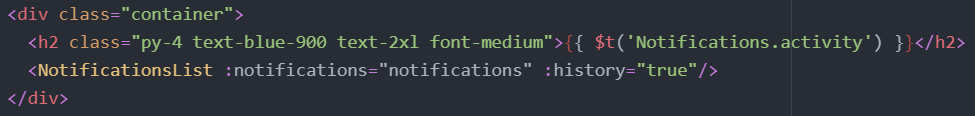 <div class="container">
<h2 class="py-4 text-blue-900 text-2xl font-medium">{{ $t('Notifications.activity') }}</h2>
<NotificationsList :notifications="notifications" :history="true"/>
</div>